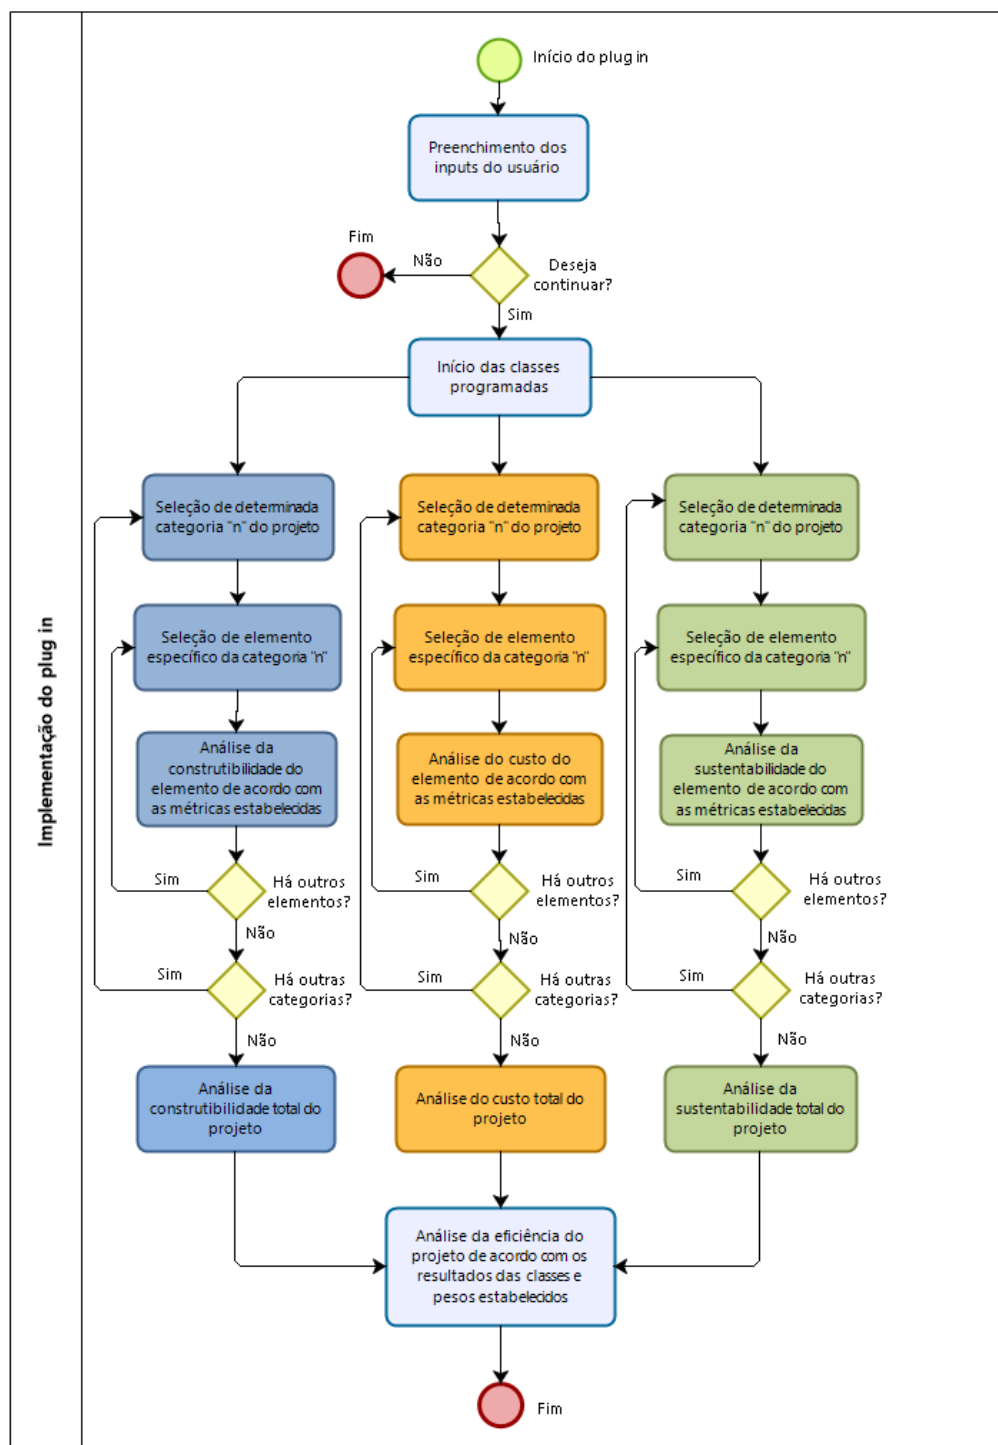 Implementação do plug in
Início do plug in
Preenchimento dos
inputs do usuário
Fim
Não
Deseja
continuar?
Sim
Início das classes
programadas
Seleção de determinada
categoria "n" do projeto
Seleção de determinada
categoria "n" do projeto
Seleção de determinada
categoria "n" do projeto
Seleção de elemento
específico da categoria "n"
Seleção de elemento
específico da categoria "n"
Seleção de elemento
específico da categoria "n"
Análise da
construtibilidade do
elemento de acordo com
as métricas estabelecidas
Análise do custo do
elemento de acordo com
as métricas estabelecidas
Análise da
sustentabilidade do
elemento de acordo com
as métricas estabelecidas
Sim
Há outros
elementos?
Sim
Há outros
elementos?
Sim
Há outros
elementos?
Não
Não
Não
Sim
Há outras
categorias?
Sim
Há outras
categorias?
Sim
Há outras
categorias?
Não
Não
Não
Análise da
construtibilidade total do
projeto
Análise do custo total do
projeto
Análise da
sustentabilidade total do
projeto
Análise da eficiência do
projeto de acordo com os
resultados das classes e
pesos estabelecidos
Fim